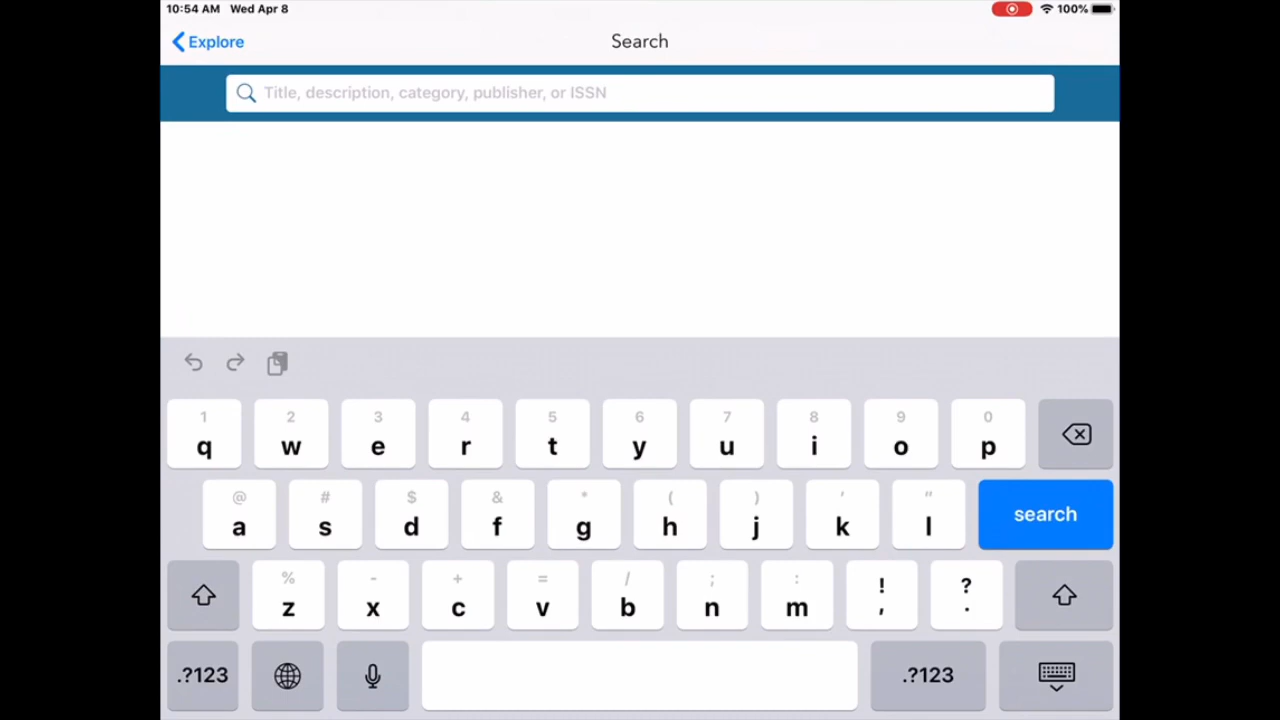 10:54 AM Wed Apr 8 100%
Explore Search
Title, description, category, publisher, or ISSN
1 2 3 4 5 6 7 8 9 0
q w e r t y u i o p
@ # $ & * ( ) ' "
a s d f g h j k l search
% - + = / ; : ! ?
z x c v b n m , .
.?123 .?123